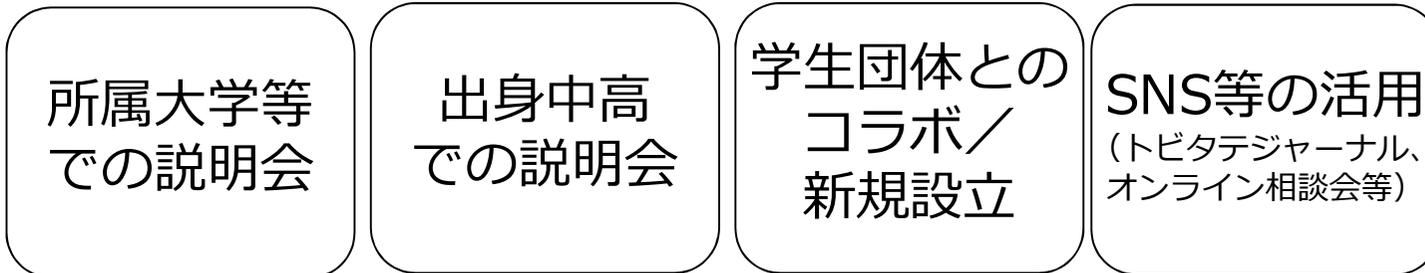 所属大学等
での説明会
出身中高
での説明会
学生団体との
コラボ／
新規設立
SNS等の活用
（トビタテジャーナル、
オンライン相談会等）